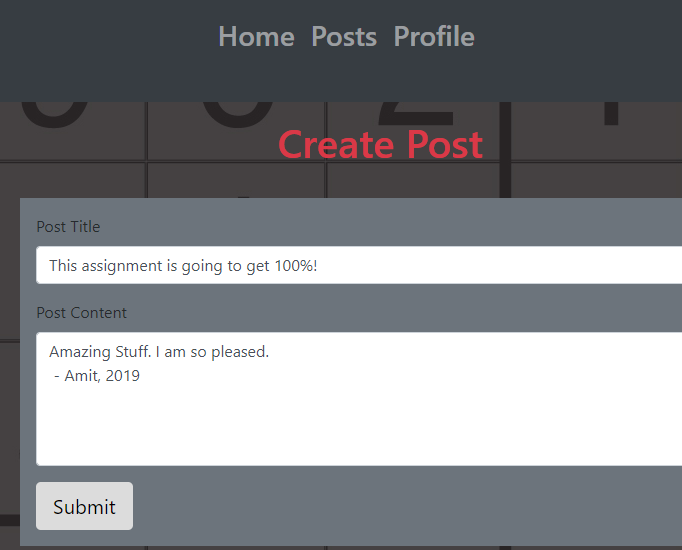 Home Posts Profile
Create Post
Post Title
This assignment is going to get 100%!
Post Content
Amazing Stuff. I am so pleased.
- Amit, 2019
Submit